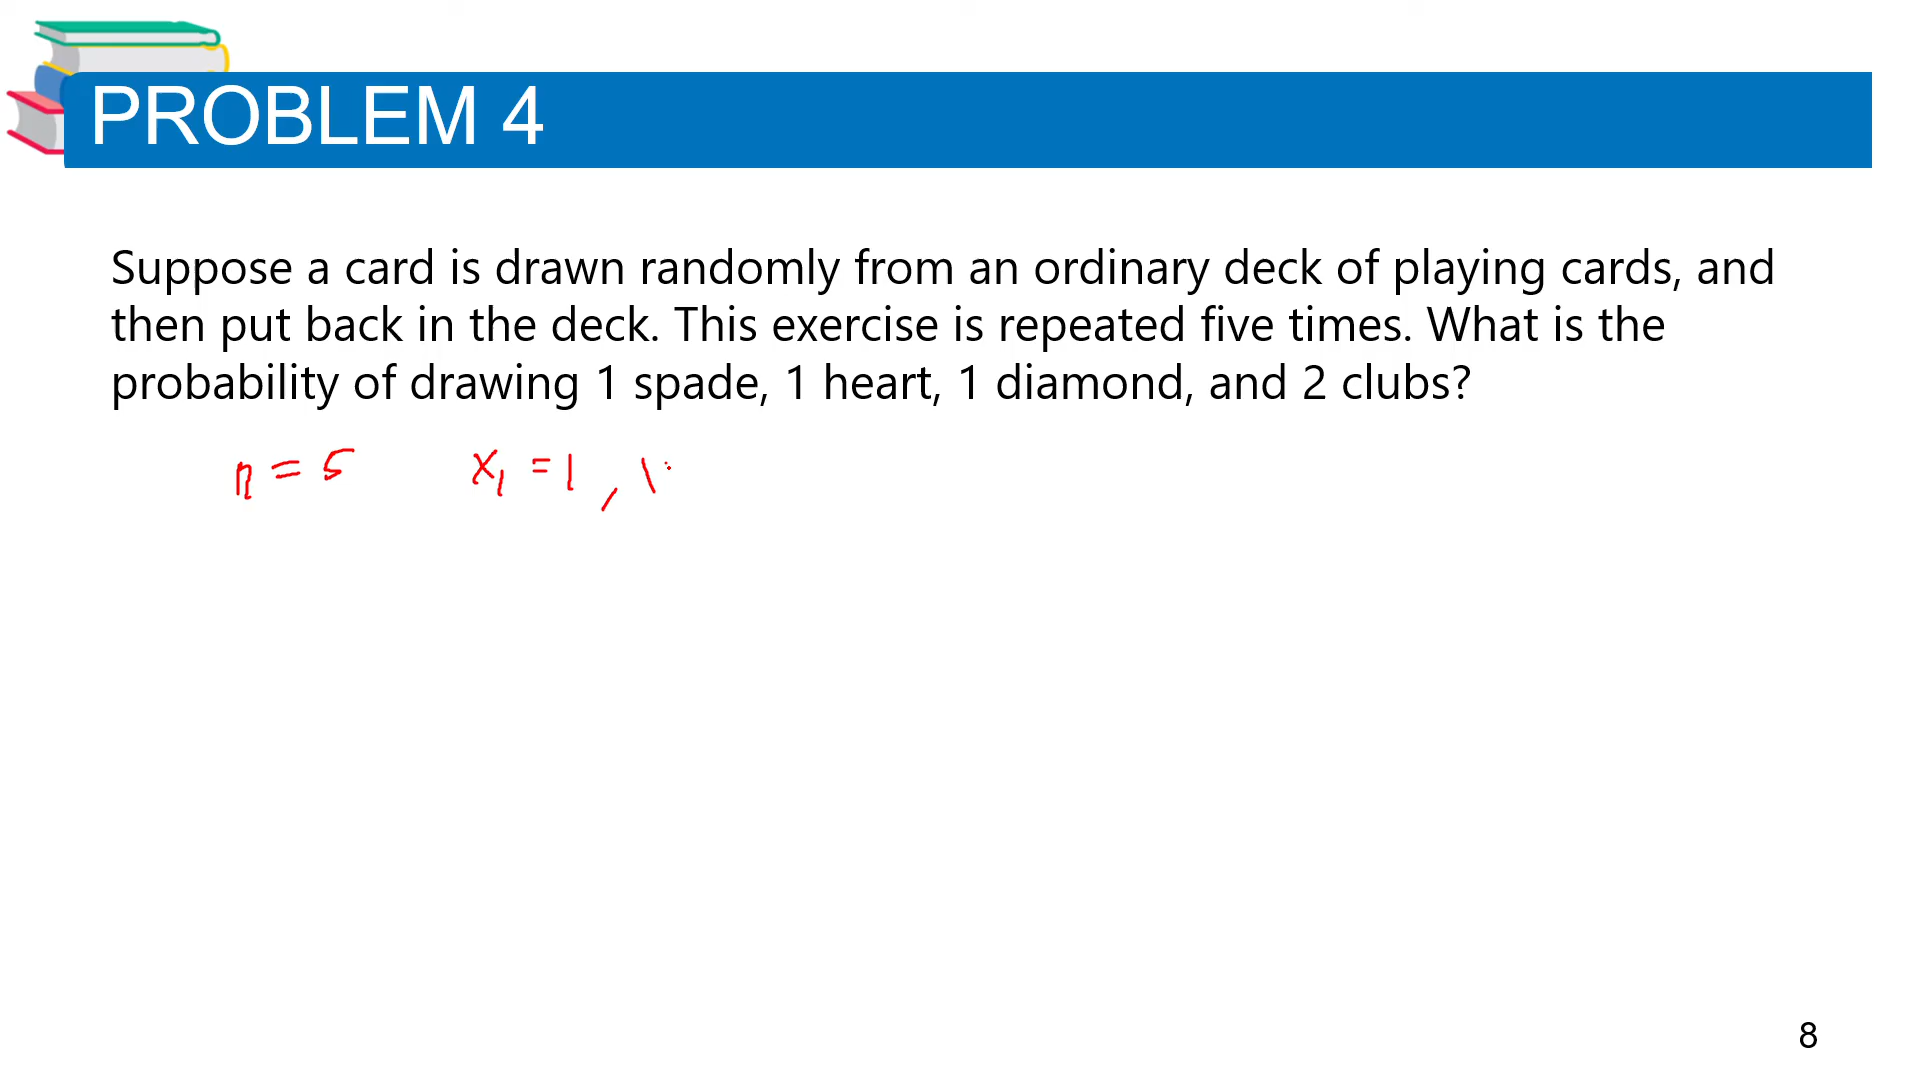 PROBLEM 4
Suppose a card is drawn randomly from an ordinary deck of playing cards, and
then put back in the deck. This exercise is repeated five times. What is the
probability of drawing 1 spade, 1 heart, 1 diamond, and 2 clubs?
n = 5 x₁ = 1 ,
8